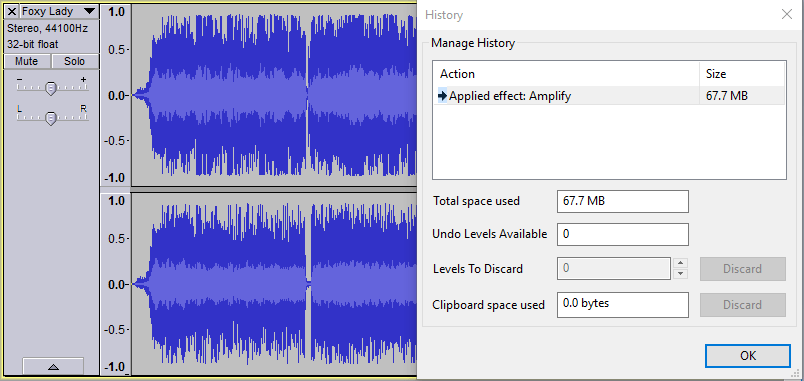 Foxy Lady
Stereo, 44100Hz
32-bit float
Mute Solo
- +
L R
1.0
0.5-
0.0-
-0.5-
-1.0
1.0
0.5-
0.0-
-0.5-
-1.0
History
Manage History
Action Size
Applied effect: Amplify 67.7 MB
Total space used 67.7 MB
Undo Levels Available 0
Levels To Discard 0 Discard
Clipboard space used 0.0 bytes Discard
OK